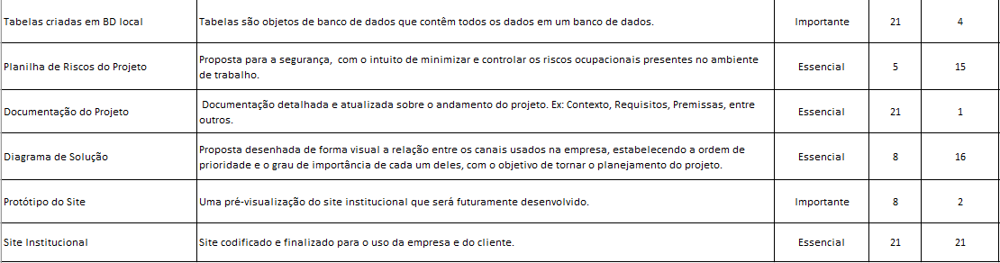 Tabelas criadas em BD local Tabelas são objetos de banco de dados que contêm todos os dados em um banco de dados. Importante 21 4
Planilha de Riscos do Projeto Proposta para a segurança, com o intuito de minimizar e controlar os riscos ocupacionais presentes no ambiente
de trabalho. Essencial 5 15
Documentação do Projeto Documentação detalhada e atualizada sobre o andamento do projeto. Ex: Contexto, Requisitos, Premissas, entre
outros. Essencial 21 1
Diagrama de Solução Proposta desenhada de forma visual a relação entre os canais usados na empresa, estabelecendo a ordem de
prioridade e o grau de importância de cada um deles, com o objetivo de tornar o planejamento do projeto. Essencial 8 16
Protótipo do Site Uma pré-visualização do site institucional que será futuramente desenvolvido. Importante 8 2
Site Institucional Site codificado e finalizado para o uso da empresa e do cliente. Essencial 21 21